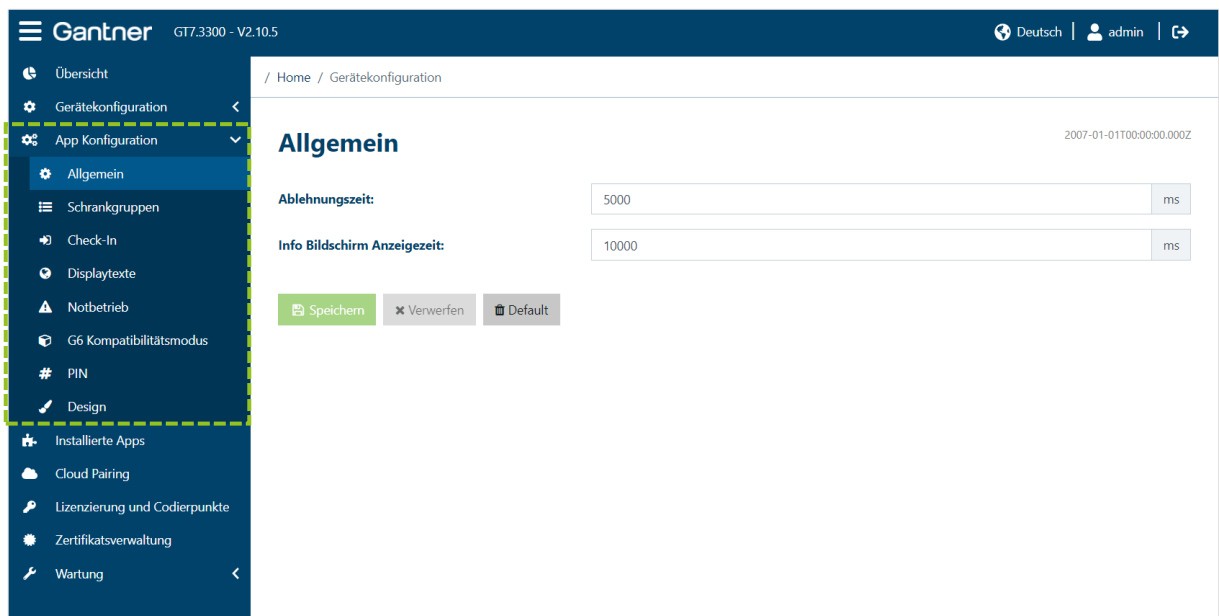 Gantner GT7.3300 - V2.10.5
Deutsch | admin |
Übersicht
Gerätekonfiguration
App Konfiguration
Allgemein
Schrankgruppen
Check-In
Displaytexte
Notbetrieb
G6 Kompatibilitätsmodus
PIN
Design
Installierte Apps
Cloud Pairing
Lizenzierung und Codierpunkte
Zertifikatsverwaltung
Wartung
/ Home / Gerätekonfiguration
Allgemein
2007-01-01T00:00:00.000Z
Ablehnungszeit: 5000 ms
Info Bildschirm Anzeigezeit: 10000 ms
Speichern Verwerfen Default